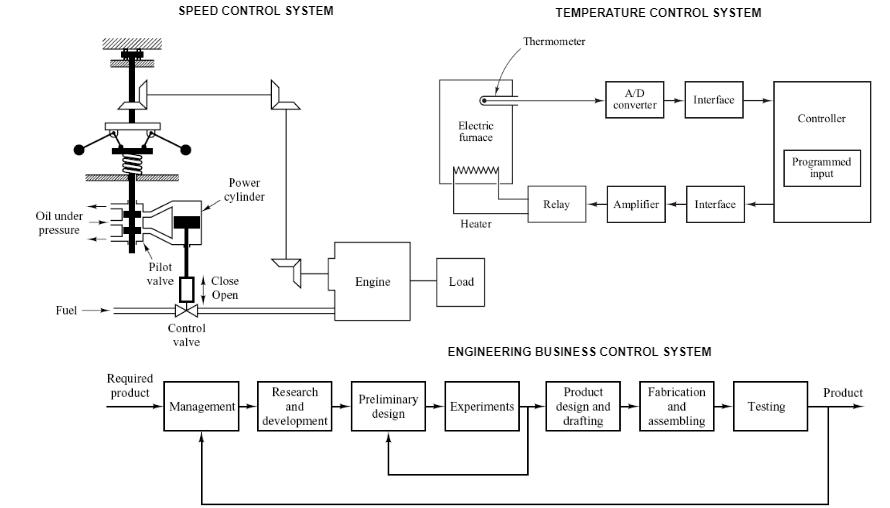 SPEED CONTROL SYSTEM
Power
cylinder
Oil under
pressure
Pilot
valve
Close
Open
Fuel
Control
valve
Engine
Load
TEMPERATURE CONTROL SYSTEM
Thermometer
A/D
converter
Interface
Controller
Electric
furnace
Programmed
input
Relay
Amplifier
Interface
Heater
ENGINEERING BUSINESS CONTROL SYSTEM
Required
product
Management
Research
and
development
Preliminary
design
Experiments
Product
design and
drafting
Fabrication
and
assembling
Testing
Product